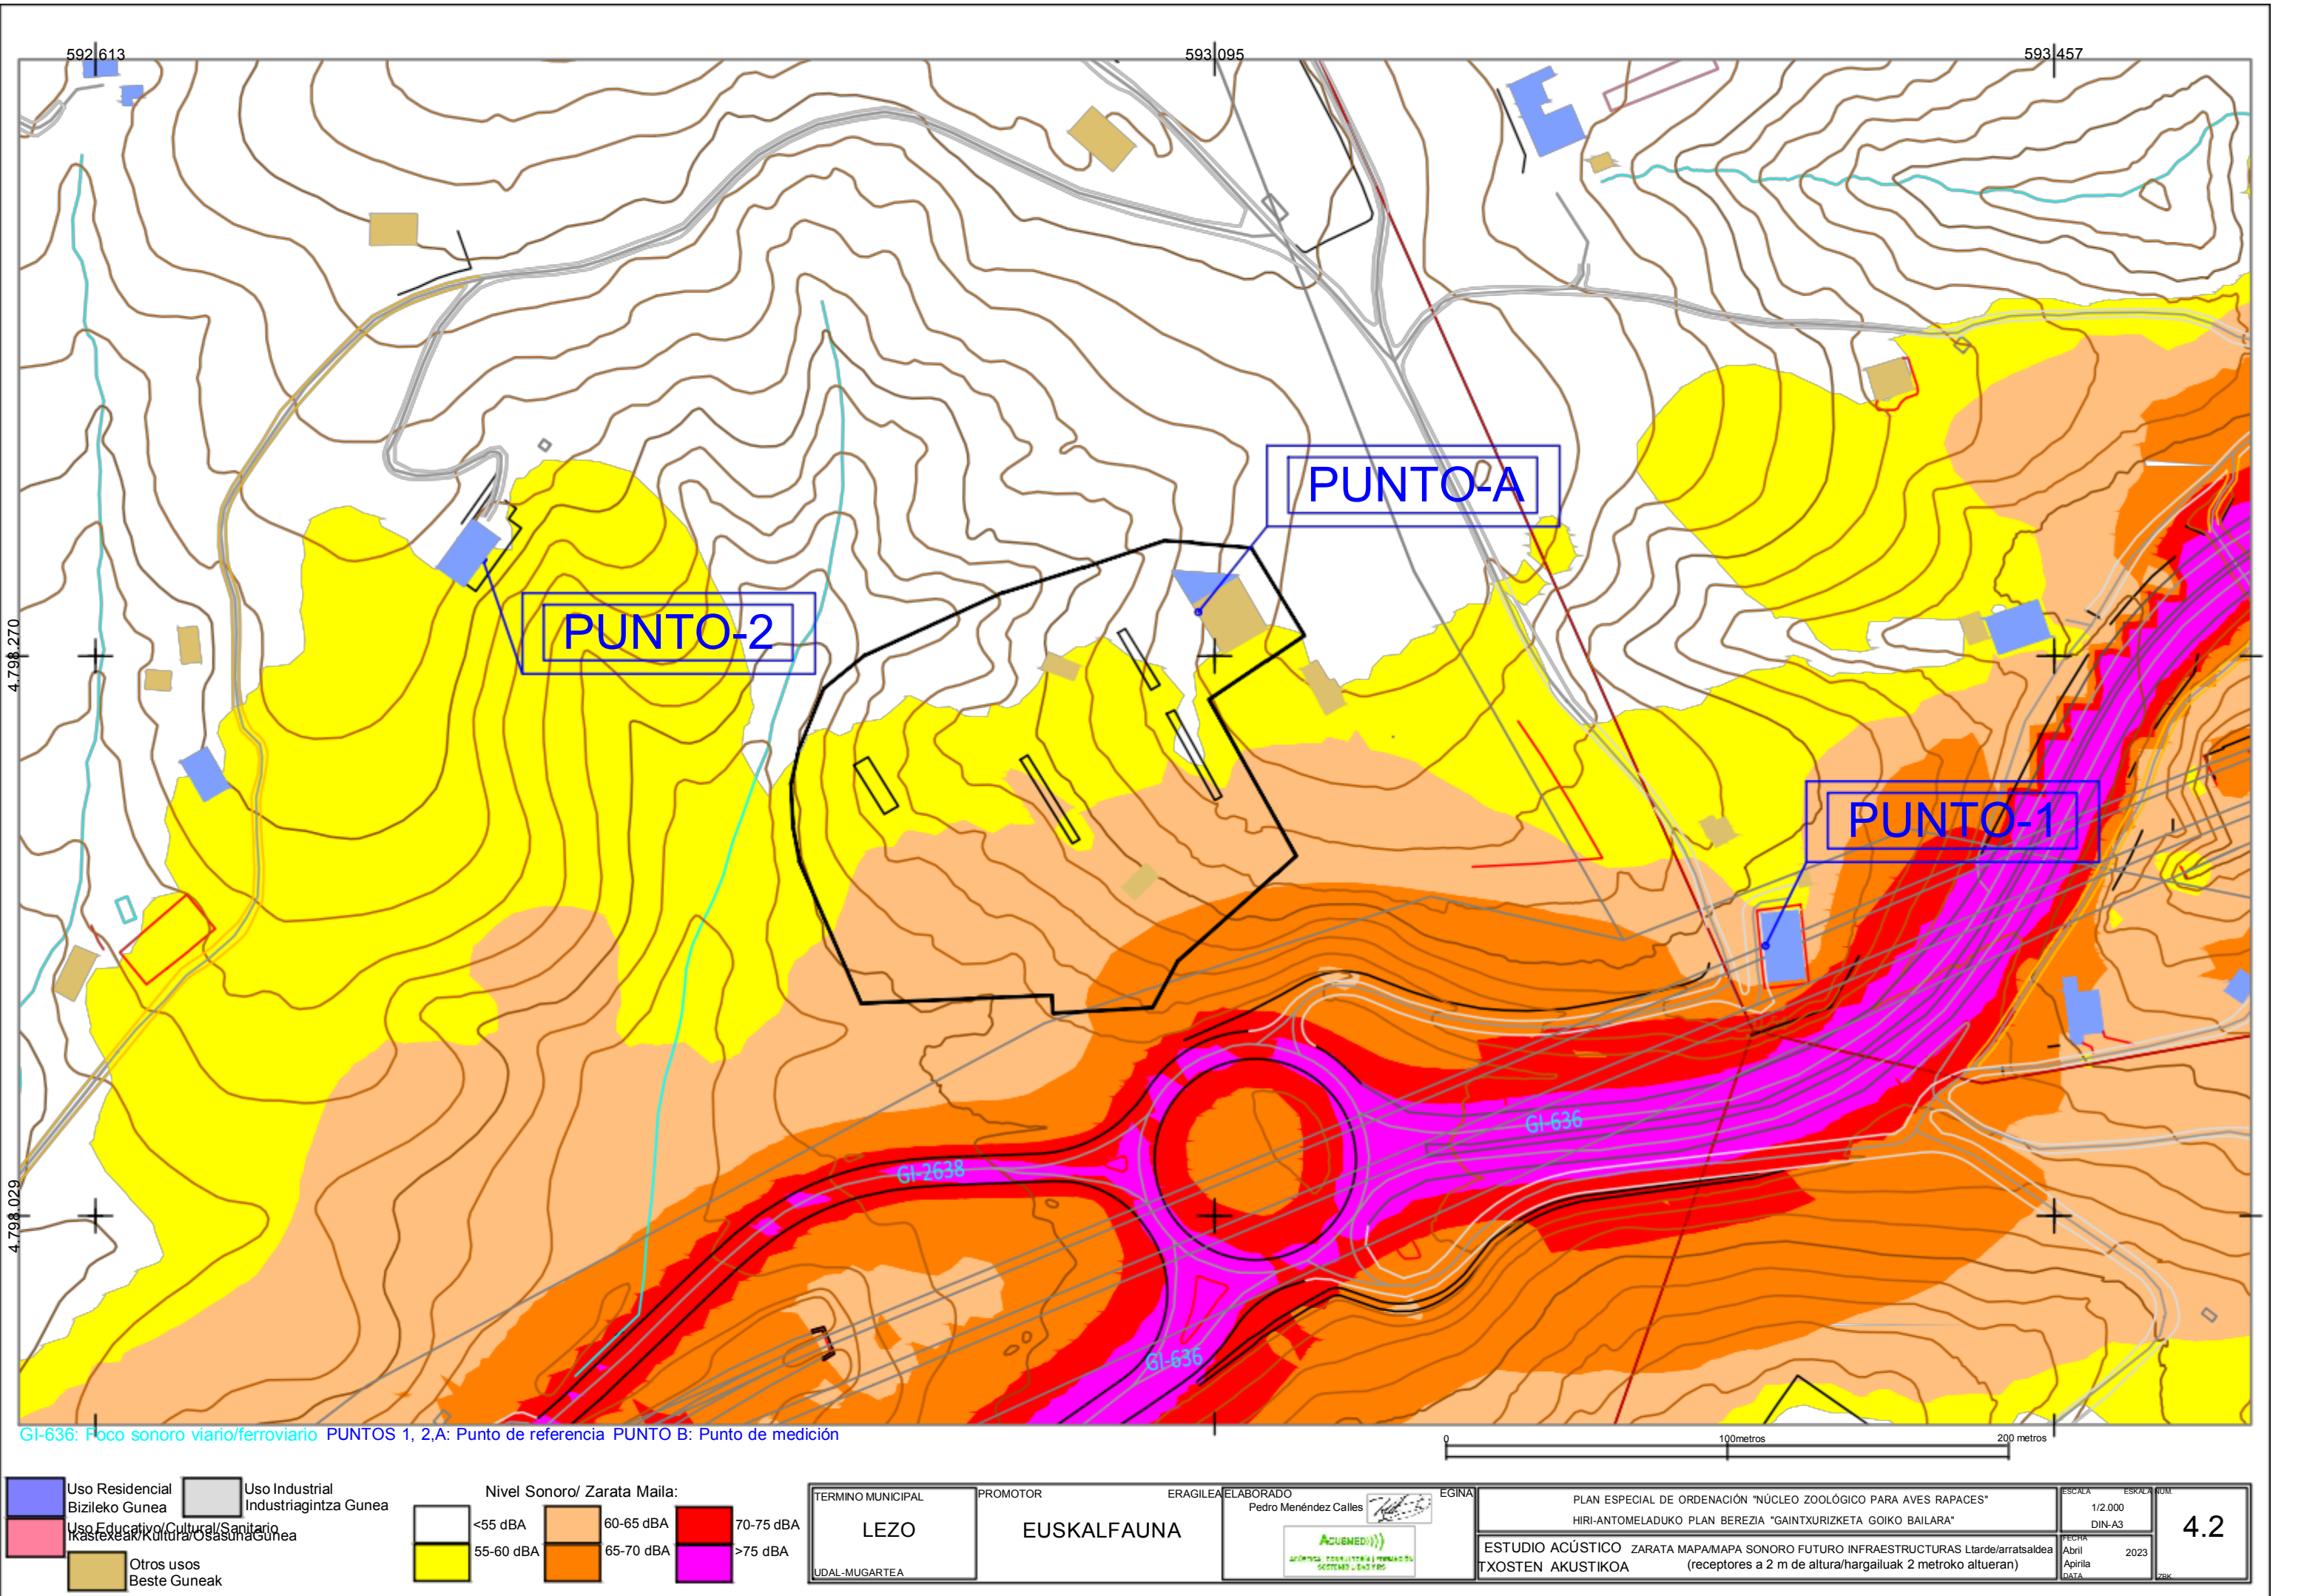 592.613
593.095
593.457
PUNTO-A
PUNTO-2
4.798.270
PUNTO-1
GI-636
GI-2638
4.798.029
GI-636
GI-636: Foco sonoro viario/ferroviario PUNTOS 1, 2,A: Punto de referencia PUNTO B: Punto de medición
0 100metros 200 metros
Uso Residencial
Bizileko Gunea
Uso Industrial
Industriagintza Gunea
Uso Educativo/Cultural/Sanitario
Ikastexeak/Kultura/OsasunaGunea
Otros usos
Beste Guneak
Nivel Sonoro/ Zarata Maila:
<55 dBA
60-65 dBA
70-75 dBA
55-60 dBA
65-70 dBA
>75 dBA
TERMINO MUNICIPAL
LEZO
UDAL-MUGARTEA
PROMOTOR ERAGILEA
EUSKALFAUNA
ELABORADO EGINA
Pedro Menéndez Calles
ACUSMED)))
PLAN ESPECIAL DE ORDENACIÓN "NÚCLEO ZOOLÓGICO PARA AVES RAPACES"
HIRI-ANTOMELADUKO PLAN BEREZIA "GAINTXURIZKETA GOIKO BAILARA"
ESTUDIO ACÚSTICO ZARATA MAPA/MAPA SONORO FUTURO INFRAESTRUCTURAS Ltarde/arratsaldea
TXOSTEN AKUSTIKOA (receptores a 2 m de altura/hargailuak 2 metroko altueran)
ESCALA ESKALA
1/2.000
DIN-A3
FECHA
Abril 2023
Apirila
DATA
NUM.
4.2
ZBK.